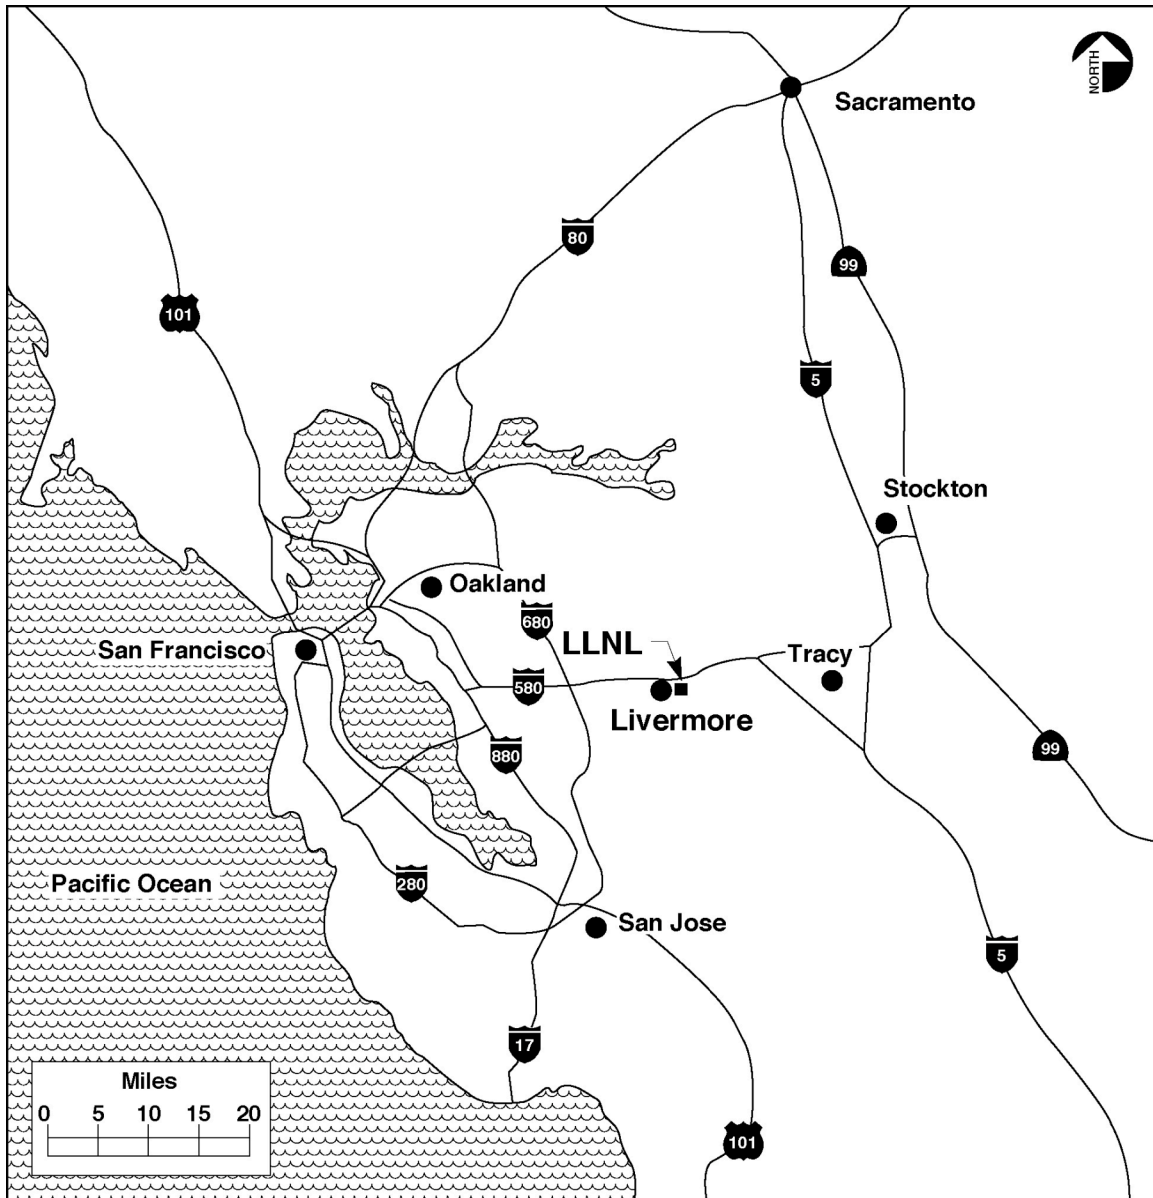 NORTH
Sacramento
80
99
101
5
Stockton
Oakland
680
LLNL
San Francisco
Tracy
580
Livermore
880
99
Pacific Ocean
280
San Jose
5
17
Miles
0 5 10 15 20
101